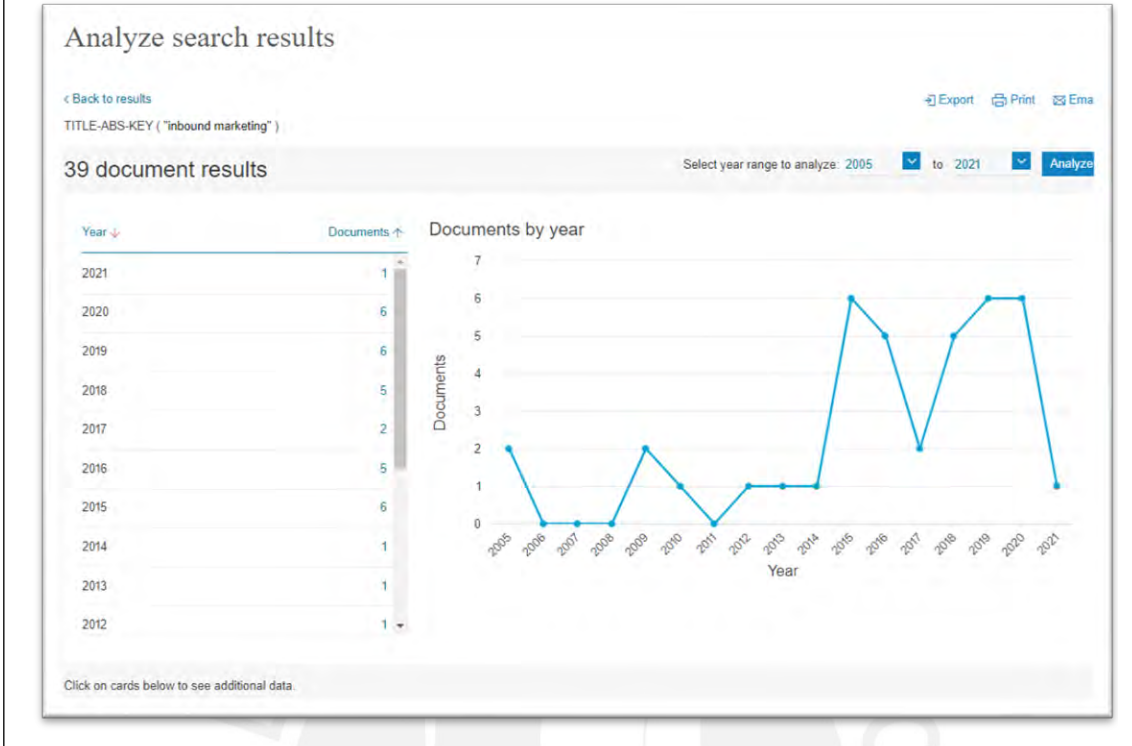 Analyze search results
< Back to results
Export Print Ema
TITLE-ABS-KEY ( "inbound marketing" )
39 document results
Select year range to analyze: 2005 to 2021 Analyze
Year Documents
2021 1
2020 6
2019 6
2018 5
2017 2
2016 5
2015 6
2014 1
2013 1
2012 1
Documents by year
7
6
5
4
3
2
1
0
Documents
2005 2006 2007 2008 2009 2010 2011 2012 2013 2014 2015 2016 2017 2018 2019 2020 2021
Year
Click on cards below to see additional data.